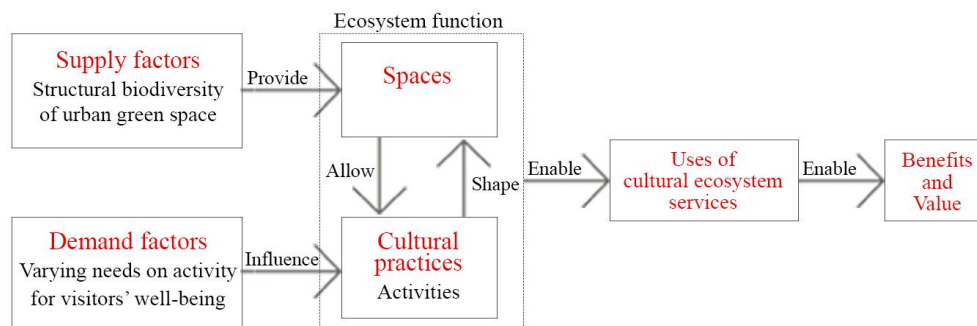 Ecosystem function
Supply factors
Structural biodiversity
of urban green space
Provide
Spaces
Allow
Shape
Demand factors
Varying needs on activity
for visitors’ well-being
Influence
Cultural
practices
Activities
Enable
Uses of
cultural ecosystem
services
Enable
Benefits
and
Value